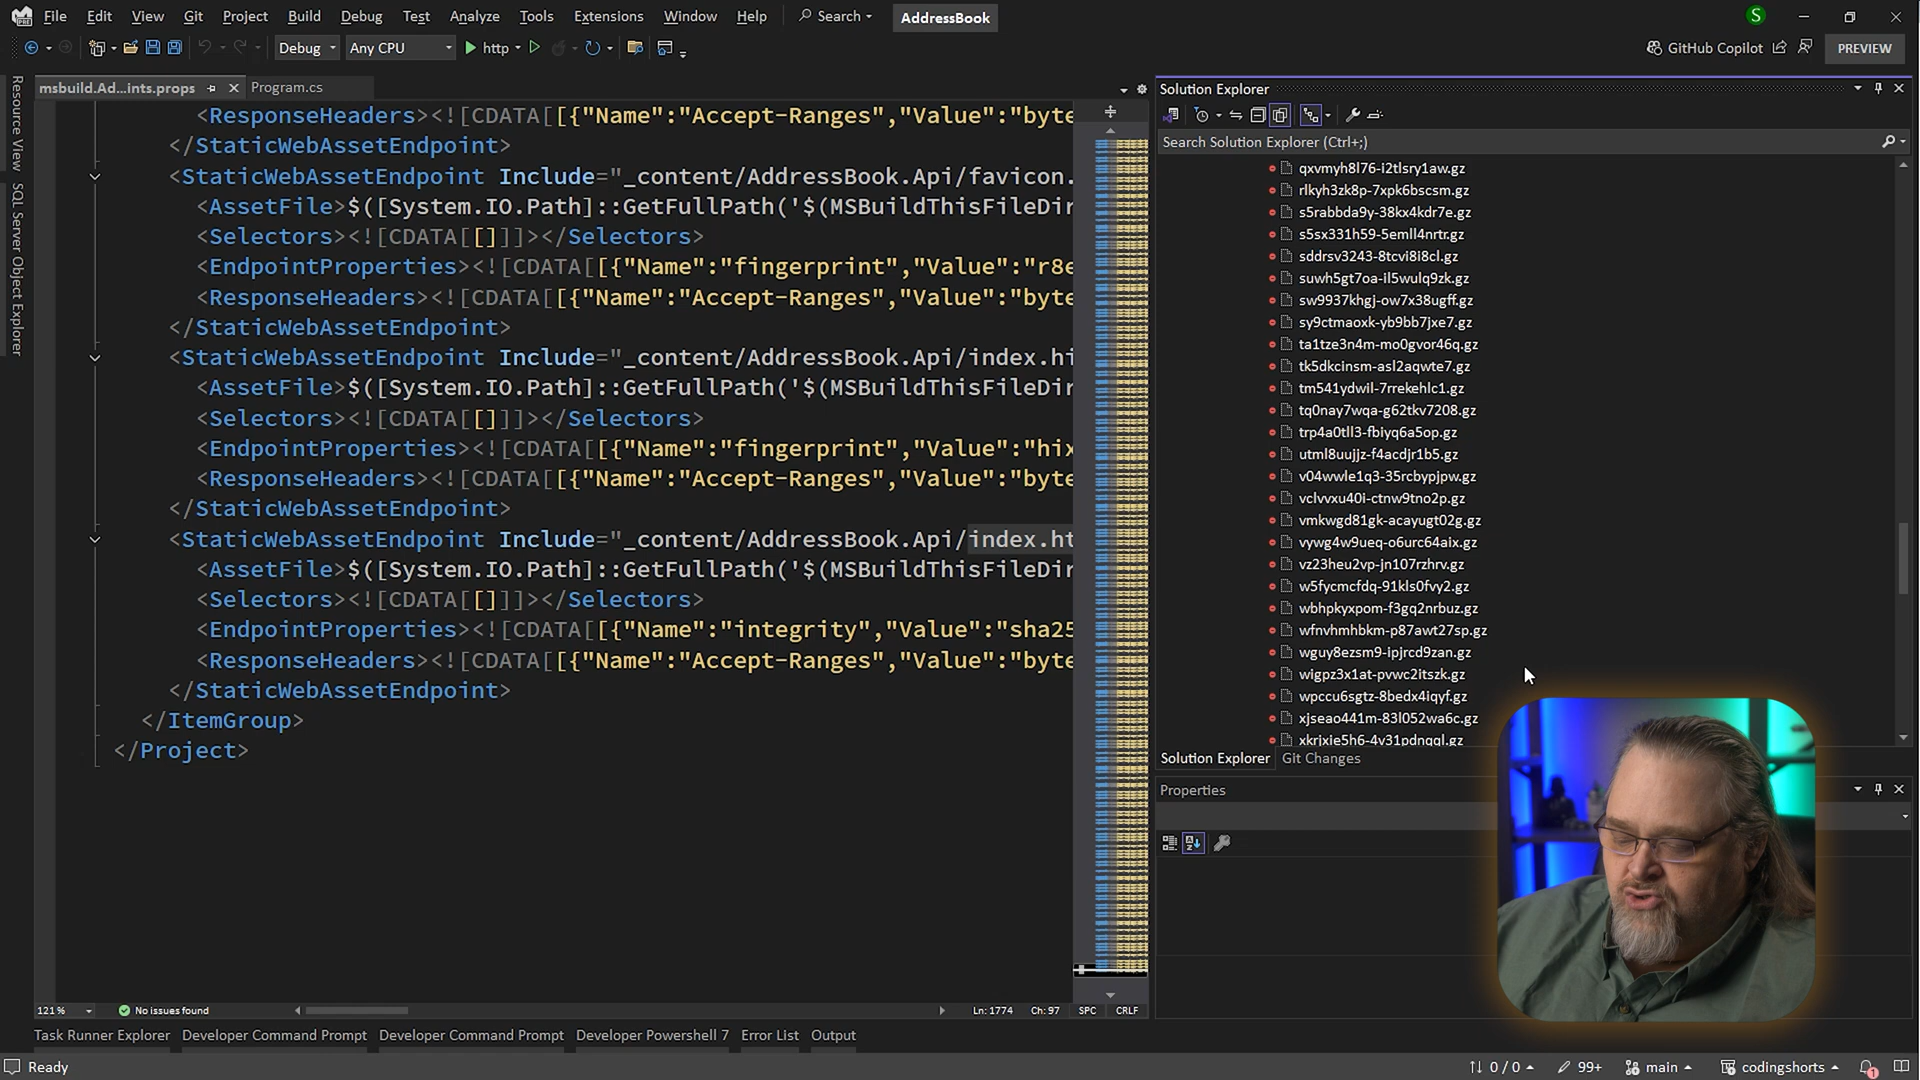 File Edit View Git Project Build Debug Test Analyze Tools Extensions Window Help Search AddressBook S
Debug Any CPU http GitHub Copilot PREVIEW
Resource View
SQL Server Object Explorer
msbuild.Ad...ints.props Program.cs
<ResponseHeaders><![CDATA[[{"Name":"Accept-Ranges","Value":"byte
</StaticWebAssetEndpoint>
<StaticWebAssetEndpoint Include="_content/AddressBook.Api/favicon.
<AssetFile>$([System.IO.Path]::GetFullPath('$(MSBuildThisFileDir
<Selectors><![CDATA[[]]]></Selectors>
<EndpointProperties><![CDATA[[{"Name":"fingerprint","Value":"r8e
<ResponseHeaders><![CDATA[[{"Name":"Accept-Ranges","Value":"byte
</StaticWebAssetEndpoint>
<StaticWebAssetEndpoint Include="_content/AddressBook.Api/index.hi
<AssetFile>$([System.IO.Path]::GetFullPath('$(MSBuildThisFileDir
<Selectors><![CDATA[[]]]></Selectors>
<EndpointProperties><![CDATA[[{"Name":"fingerprint","Value":"hix
<ResponseHeaders><![CDATA[[{"Name":"Accept-Ranges","Value":"byte
</StaticWebAssetEndpoint>
<StaticWebAssetEndpoint Include="_content/AddressBook.Api/index.ht
<AssetFile>$([System.IO.Path]::GetFullPath('$(MSBuildThisFileDir
<Selectors><![CDATA[[]]]></Selectors>
<EndpointProperties><![CDATA[[{"Name":"integrity","Value":"sha25
<ResponseHeaders><![CDATA[[{"Name":"Accept-Ranges","Value":"byte
</StaticWebAssetEndpoint>
</ItemGroup>
</Project>
121 % No issues found Ln: 1774 Ch: 97 SPC CRLF
Solution Explorer
Search Solution Explorer (Ctrl+;)
qxvmyh8l76-i2tlsry1aw.gz
rlkyh3zk8p-7xpk6bscsm.gz
s5rabbda9y-38kx4kdr7e.gz
s5sx331h59-5emll4nrtr.gz
sddrsv3243-8tcvi8i8cl.gz
suwh5gt7oa-il5wulq9zk.gz
sw9937khgj-ow7x38ugff.gz
sy9ctmaoxk-yb9bb7jxe7.gz
ta1tze3n4m-mo0gvor46q.gz
tk5dkcinsm-asl2aqwte7.gz
tm541ydwil-7rrekehlc1.gz
tq0nay7wqa-g62tkv7208.gz
trp4a0tll3-fbiyq6a5op.gz
utml8uujjz-f4acdjr1b5.gz
v04wwle1q3-35rcbypjpw.gz
vclvvxu40i-ctnw9tno2p.gz
vmkwgd81gk-acayugt02g.gz
vywg4w9ueq-o6urc64aix.gz
vz23heu2vp-jn107rzhrv.gz
w5fycmcfdq-91kls0fvy2.gz
wbhpkyxpom-f3gq2nrbuz.gz
wfnvhmhbkm-p87awt27sp.gz
wguy8ezsm9-ipjrcd9zan.gz
wigpz3x1at-pvwc2itszk.gz
wpccu6sgtz-8bedx4iqyf.gz
xjseao441m-83l052wa6c.gz
xkrjxie5h6-4v31pdnqql.gz
Solution Explorer Git Changes
Properties
Task Runner Explorer Developer Command Prompt Developer Command Prompt Developer Powershell 7 Error List Output
Ready 0 / 0 99+ main codingshorts 1